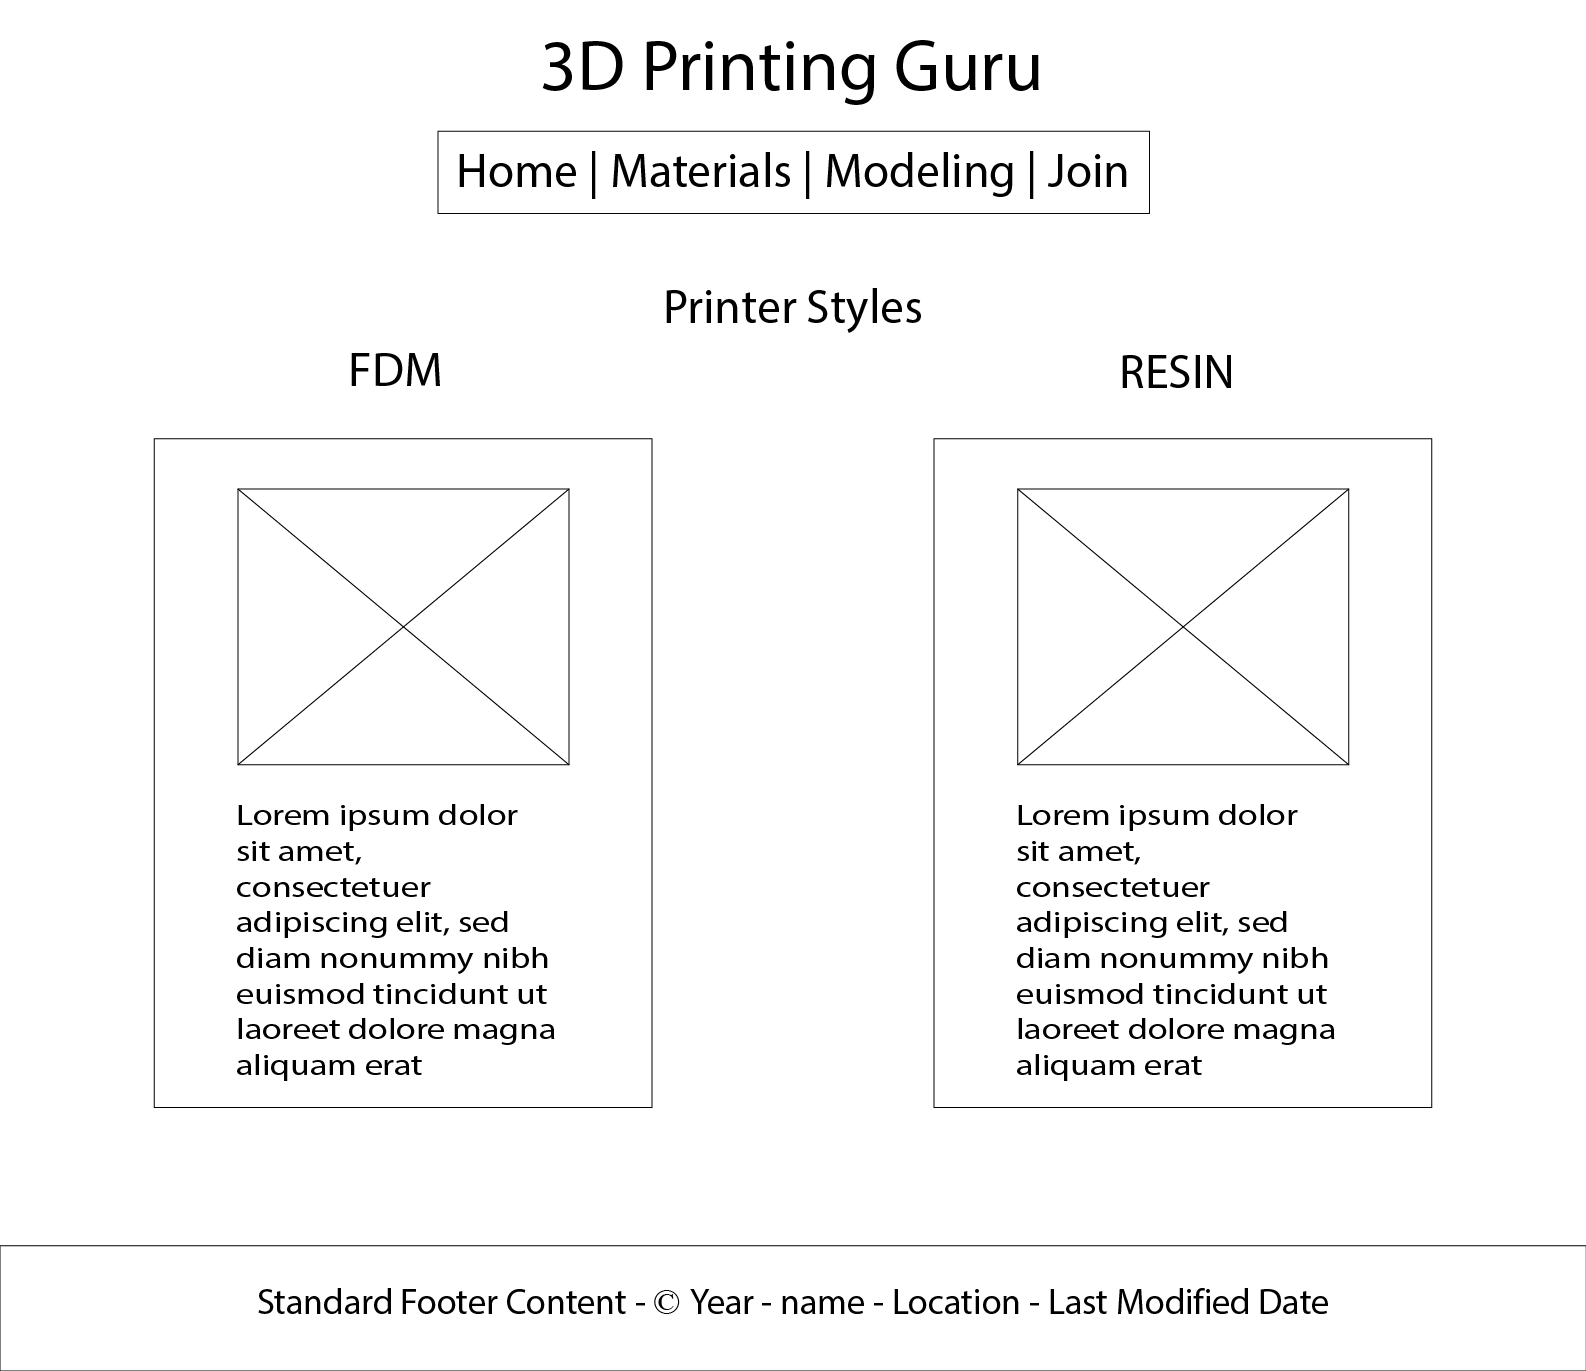 3D Printing Guru
Home | Materials | Modeling | Join
Printer Styles
FDM
RESIN
Lorem ipsum dolor
sit amet,
consectetuer
adipiscing elit, sed
diam nonummy nibh
euismod tincidunt ut
laoreet dolore magna
aliquam erat
Lorem ipsum dolor
sit amet,
consectetuer
adipiscing elit, sed
diam nonummy nibh
euismod tincidunt ut
laoreet dolore magna
aliquam erat
Standard Footer Content - © Year - name - Location - Last Modified Date